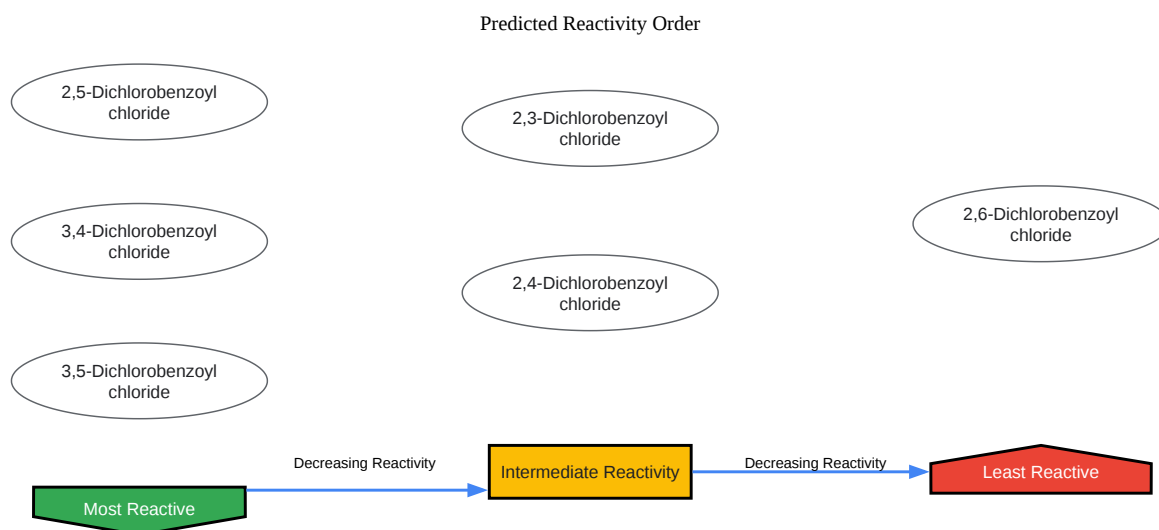 Predicted Reactivity Order
2,5-Dichlorobenzoyl
chloride
3,4-Dichlorobenzoyl
chloride
3,5-Dichlorobenzoyl
chloride
2,3-Dichlorobenzoyl
chloride
2,4-Dichlorobenzoyl
chloride
2,6-Dichlorobenzoyl
chloride
Most Reactive
Decreasing Reactivity
Intermediate Reactivity
Decreasing Reactivity
Least Reactive